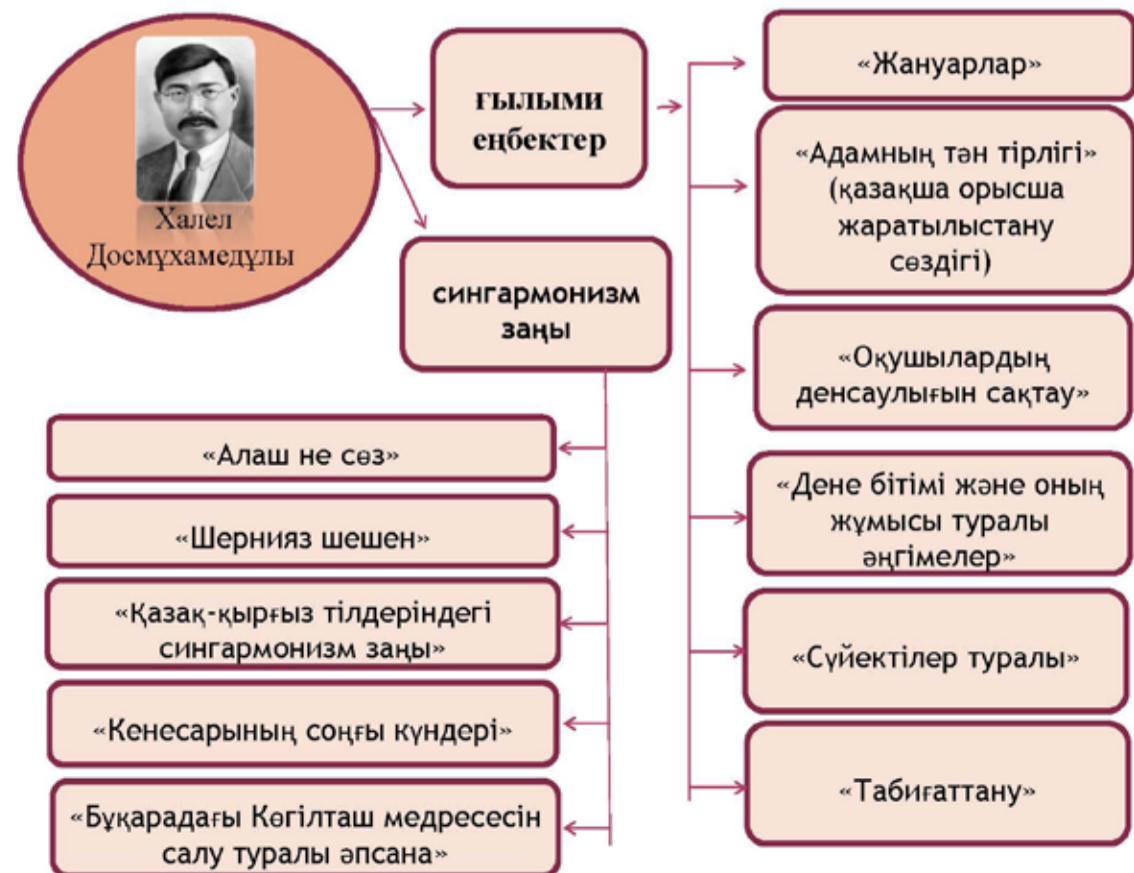 Халел
Досмұхамедұлы
ғылыми
еңбектер
сингармонизм
заңы
«Жануарлар»
«Адамның тән тірлігі»
(қазақша орысша
жаратылыстану
сөздігі)
«Оқушылардың
денсаулығын сақтау»
«Дене бітімі және оның
жұмысы туралы
әңгімелер»
«Сүйектілер туралы»
«Табиғаттану»
«Алаш не сөз»
«Шернияз шешен»
«Қазақ-қырғыз тілдеріндегі
сингармонизм заңы»
«Кенесарының соңғы күндері»
«Бұқарадағы Көгілташ медресесін
салу туралы әпсана»